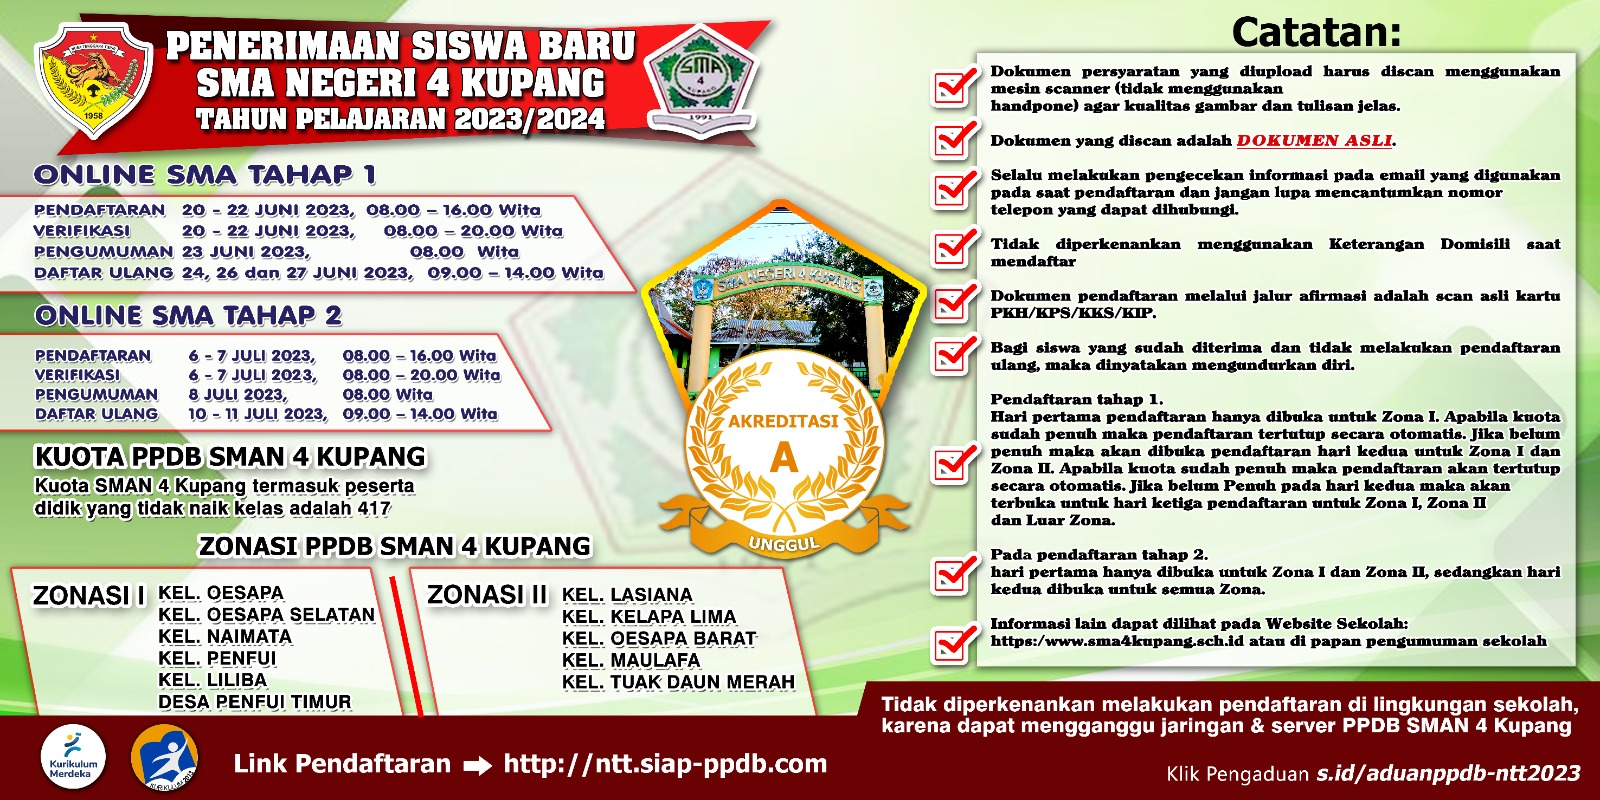 PENERIMAAN SISWA BARU
SMA NEGERI 4 KUPANG
TAHUN PELAJARAN 2023/2024
1958
SMA
4
KUPANG
1991
ONLINE SMA TAHAP 1
PENDAFTARAN 20 - 22 JUNI 2023, 08.00 – 16.00 Wita
VERIFIKASI 20 - 22 JUNI 2023, 08.00 – 20.00 Wita
PENGUMUMAN 23 JUNI 2023, 08.00 Wita
DAFTAR ULANG 24, 26 dan 27 JUNI 2023, 09.00 – 14.00 Wita
ONLINE SMA TAHAP 2
PENDAFTARAN 6 - 7 JULI 2023, 08.00 – 16.00 Wita
VERIFIKASI 6 - 7 JULI 2023, 08.00 – 20.00 Wita
PENGUMUMAN 8 JULI 2023, 08.00 Wita
DAFTAR ULANG 10 - 11 JULI 2023, 09.00 – 14.00 Wita
KUOTA PPDB SMAN 4 KUPANG
Kuota SMAN 4 Kupang termasuk peserta
didik yang tidak naik kelas adalah 417
ZONASI PPDB SMAN 4 KUPANG
ZONASI I
KEL. OESAPA
KEL. OESAPA SELATAN
KEL. NAIMATA
KEL. PENFUI
KEL. LILIBA
DESA PENFUI TIMUR
ZONASI II
KEL. LASIANA
KEL. KELAPA LIMA
KEL. OESAPA BARAT
KEL. MAULAFA
KEL. TUAK DAUN MERAH
SMA NEGERI 4 KUPANG
AKREDITASI
A
UNGGUL
Catatan:
Dokumen persyaratan yang diupload harus discan menggunakan
mesin scanner (tidak menggunakan
handpone) agar kualitas gambar dan tulisan jelas.
Dokumen yang discan adalah DOKUMEN ASLI.
Selalu melakukan pengecekan informasi pada email yang digunakan
pada saat pendaftaran dan jangan lupa mencantumkan nomor
telepon yang dapat dihubungi.
Tidak diperkenankan menggunakan Keterangan Domisili saat
mendaftar
Dokumen pendaftaran melalui jalur afirmasi adalah scan asli kartu
PKH/KPS/KKS/KIP.
Bagi siswa yang sudah diterima dan tidak melakukan pendaftaran
ulang, maka dinyatakan mengundurkan diri.
Pendaftaran tahap 1.
Hari pertama pendaftaran hanya dibuka untuk Zona I. Apabila kuota
sudah penuh maka pendaftaran tertutup secara otomatis. Jika belum
penuh maka akan dibuka pendaftaran hari kedua untuk Zona I dan
Zona II. Apabila kuota sudah penuh maka pendaftaran akan tertutup
secara otomatis. Jika belum Penuh pada hari kedua maka akan
terbuka untuk hari ketiga pendaftaran untuk Zona I, Zona II
dan Luar Zona.
Pada pendaftaran tahap 2.
hari pertama hanya dibuka untuk Zona I dan Zona II, sedangkan hari
kedua dibuka untuk semua Zona.
Informasi lain dapat dilihat pada Website Sekolah:
https:/www.sma4kupang.sch.id atau di papan pengumuman sekolah
Tidak diperkenankan melakukan pendaftaran di lingkungan sekolah,
karena dapat mengganggu jaringan & server PPDB SMAN 4 Kupang
Kurikulum
Merdeka
KURIKULUM 2013
Link Pendaftaran http://ntt.siap-ppdb.com
Klik Pengaduan s.id/aduanppdb-ntt2023